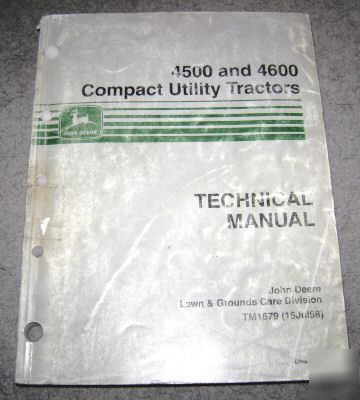 4500 and 4600
Compact Utility Tractors
JOHN DEERE
TECHNICAL
MANUAL
John Deere
Lawn & Grounds Care Division
TM1679 (15Jul98)